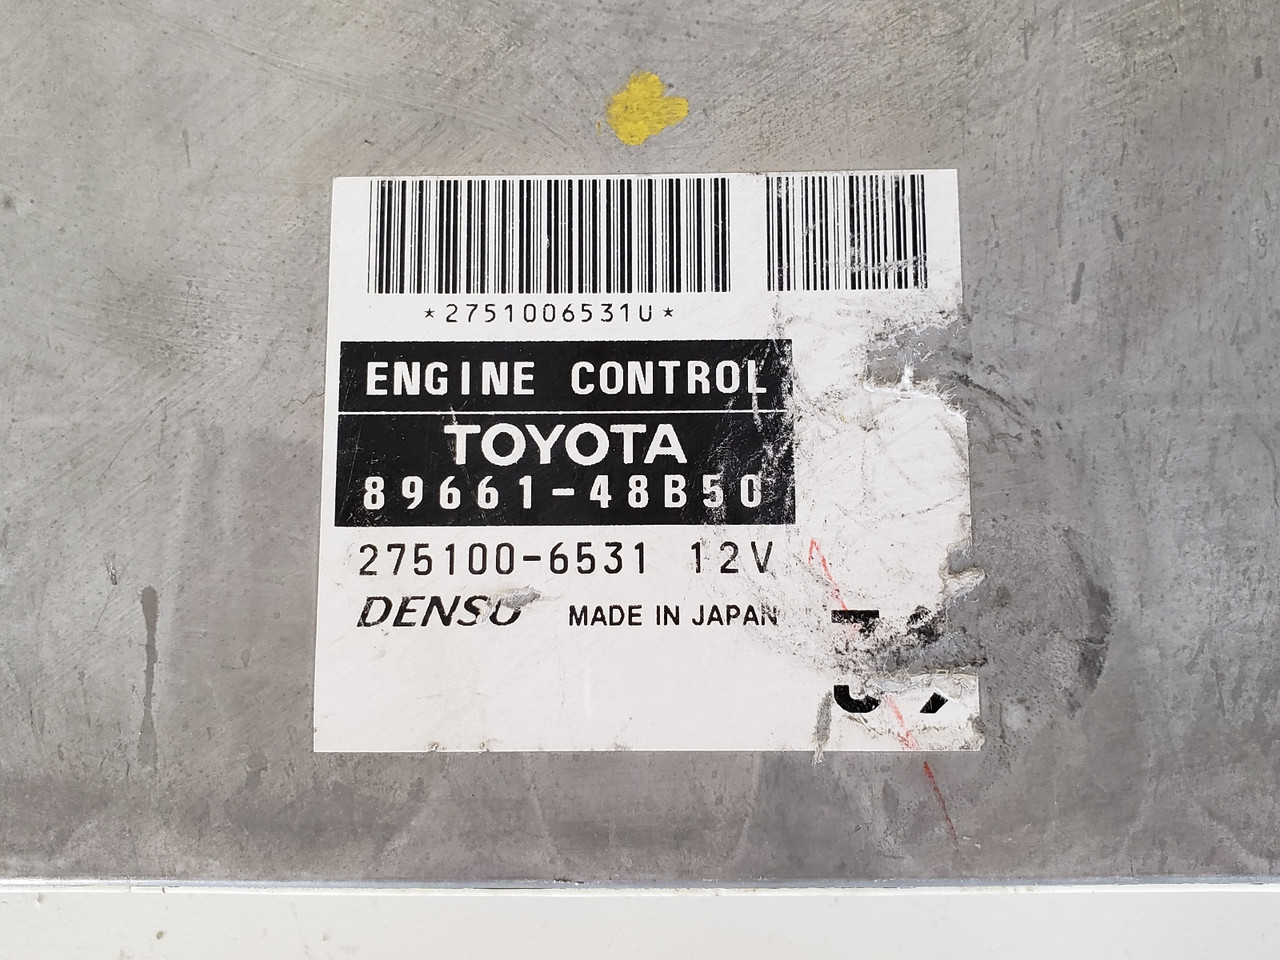 *2751006531U*
ENGINE CONTROL
TOYOTA
89661-48B50
275100-6531 12V
DENSO MADE IN JAPAN